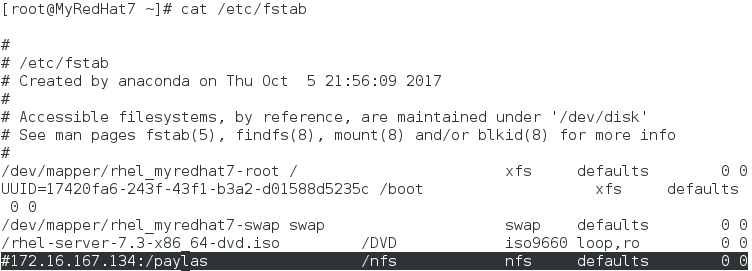 [root@MyRedHat7 ~]# cat /etc/fstab
#
# /etc/fstab
# Created by anaconda on Thu Oct  5 21:56:09 2017
#
# Accessible filesystems, by reference, are maintained under '/dev/disk'
# See man pages fstab(5), findfs(8), mount(8) and/or blkid(8) for more info
#
/dev/mapper/rhel_myredhat7-root /                       xfs     defaults        0 0
UUID=17420fa6-243f-43f1-b3a2-d01588d5235c /boot                   xfs     defaults
 0 0
/dev/mapper/rhel_myredhat7-swap swap                    swap    defaults        0 0
/rhel-server-7.3-x86_64-dvd.iso         /DVD            iso9660 loop,ro         0 0
#172.16.167.134:/paylas                 /nfs            nfs     defaults        0 0